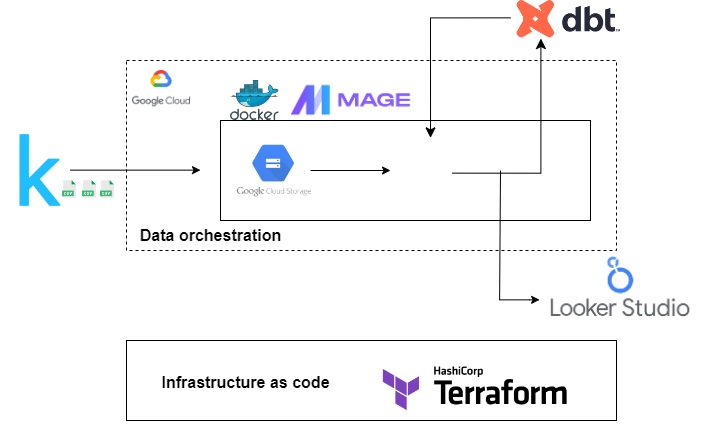 dbt
Google Cloud
docker
MAGE
k
CSV CSV CSV
Google Cloud Storage
Data orchestration
Looker Studio
Infrastructure as code
HashiCorp
Terraform